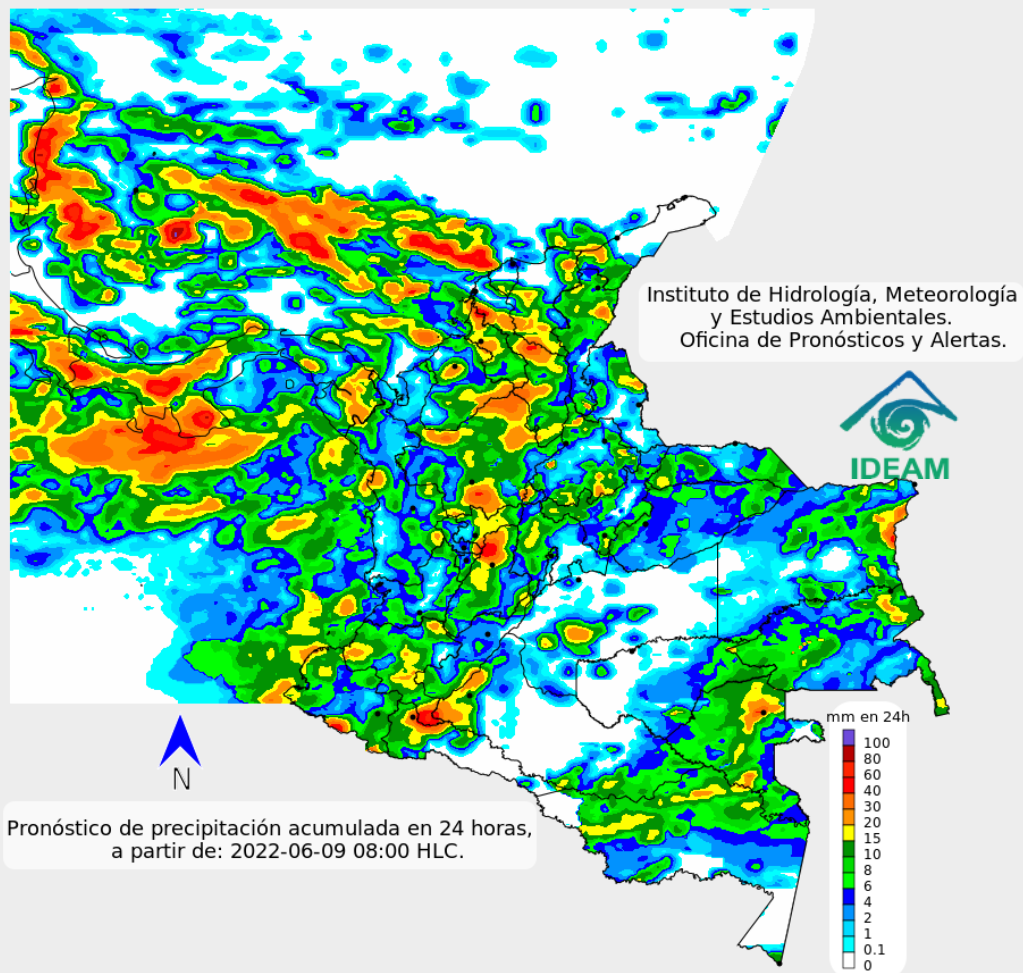 Instituto de Hidrología, Meteorología
y Estudios Ambientales.
Oficina de Pronósticos y Alertas.
IDEAM
mm en 24h
100
80
60
40
30
20
15
10
8
6
4
2
1
0.1
0
N
Pronóstico de precipitación acumulada en 24 horas,
a partir de: 2022-06-09 08:00 HLC.